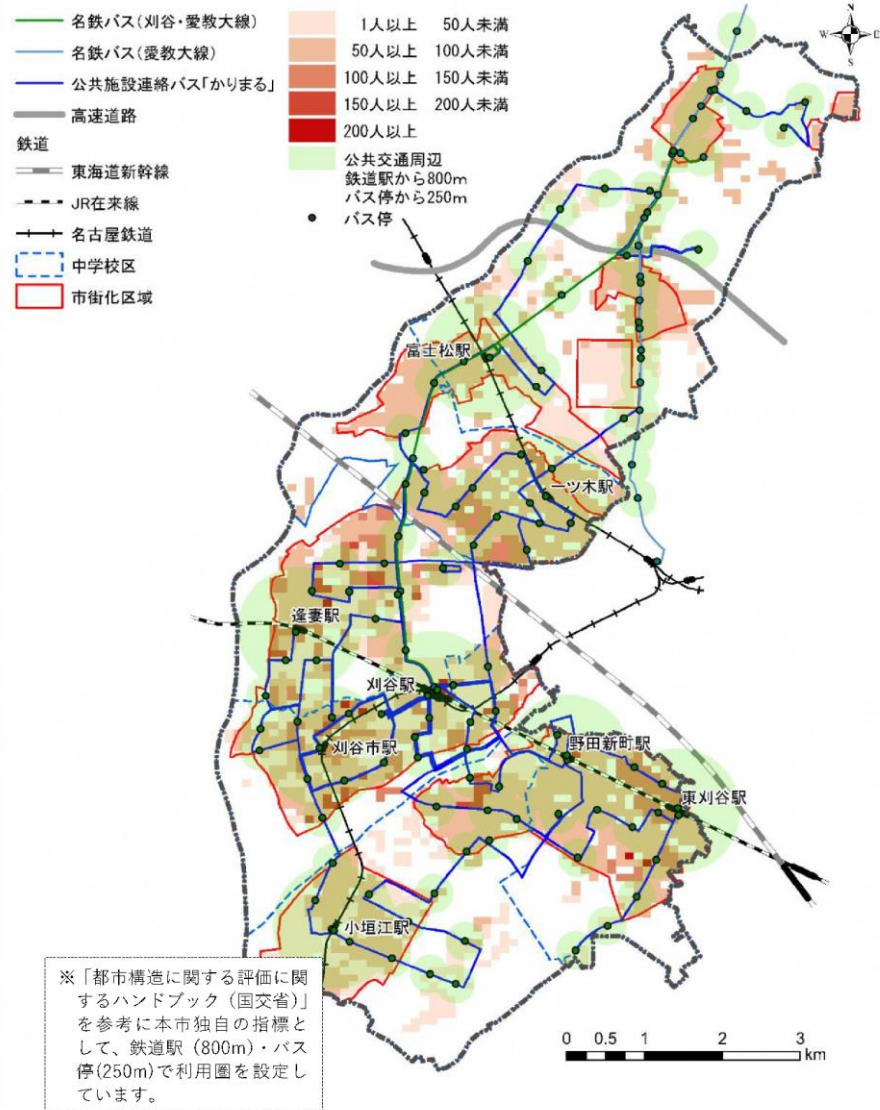 名鉄バス（刈谷・愛教大線）
名鉄バス（愛教大線）
公共施設連絡バス「かりまる」
高速道路
鉄道
東海道新幹線
JR在来線
名古屋鉄道
中学校区
市街化区域
1人以上 50人未満
50人以上 100人未満
100人以上 150人未満
150人以上 200人未満
200人以上
公共交通周辺
鉄道駅から800m
バス停から250m
バス停
N
W E
S
富士松駅
一ツ木駅
逢妻駅
刈谷駅
刈谷市駅
野田新町駅
東刈谷駅
小垣江駅
※「都市構造に関する評価に関
するハンドブック（国交省）」
を参考に本市独自の指標と
して、鉄道駅（800m）・バス
停(250m)で利用圏を設定し
ています。
0 0.5 1 2 3
km